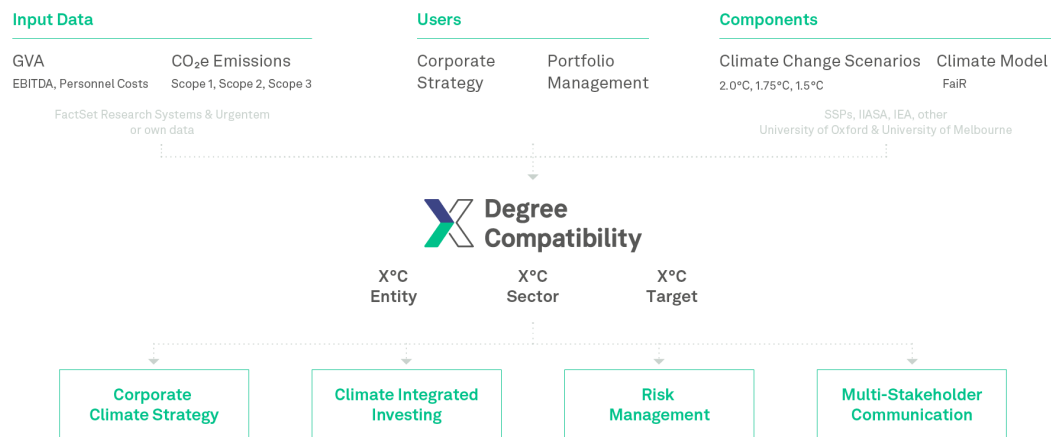 Input Data
GVA
EBITDA, Personnel Costs
CO₂e Emissions
Scope 1, Scope 2, Scope 3
FactSet Research Systems & Urgentem
or own data
Users
Corporate
Strategy
Portfolio
Management
Components
Climate Change Scenarios
2.0°C, 1.75°C, 1.5°C
Climate Model
FaiR
SSPs, IIASA, IEA, other
University of Oxford & University of Melbourne
X Degree
Compatibility
X°C
Entity
X°C
Sector
X°C
Target
Corporate
Climate Strategy
Climate Integrated
Investing
Risk
Management
Multi-Stakeholder
Communication